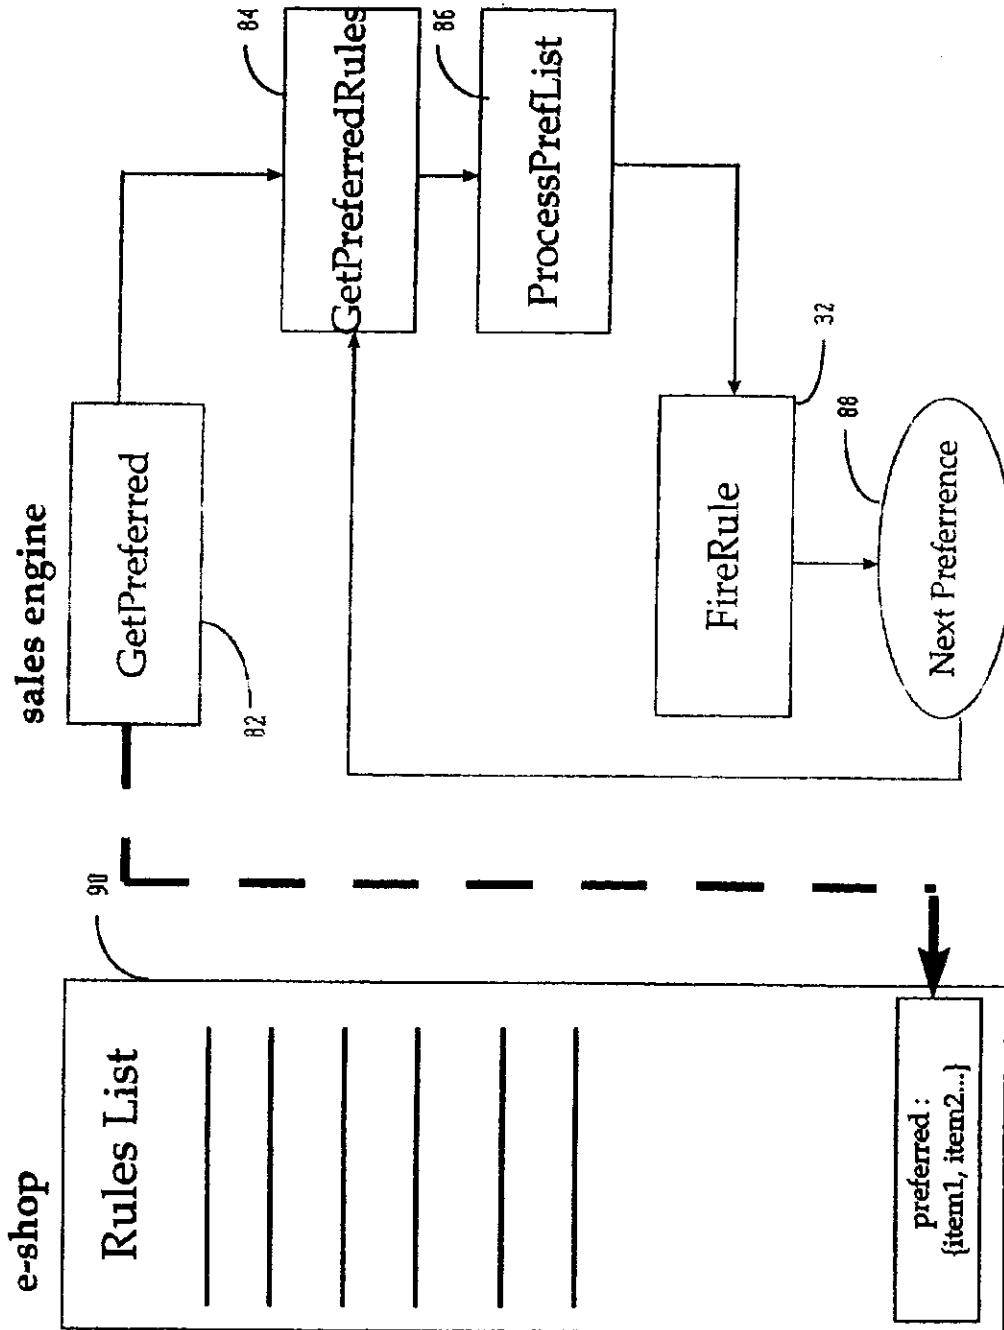 e-shop
Rules List
90
preferred :
{item1, item2...}
sales engine
GetPreferred
82
GetPreferredRules
84
ProcessPrefList
86
FireRule
32
Next Preferrence
88